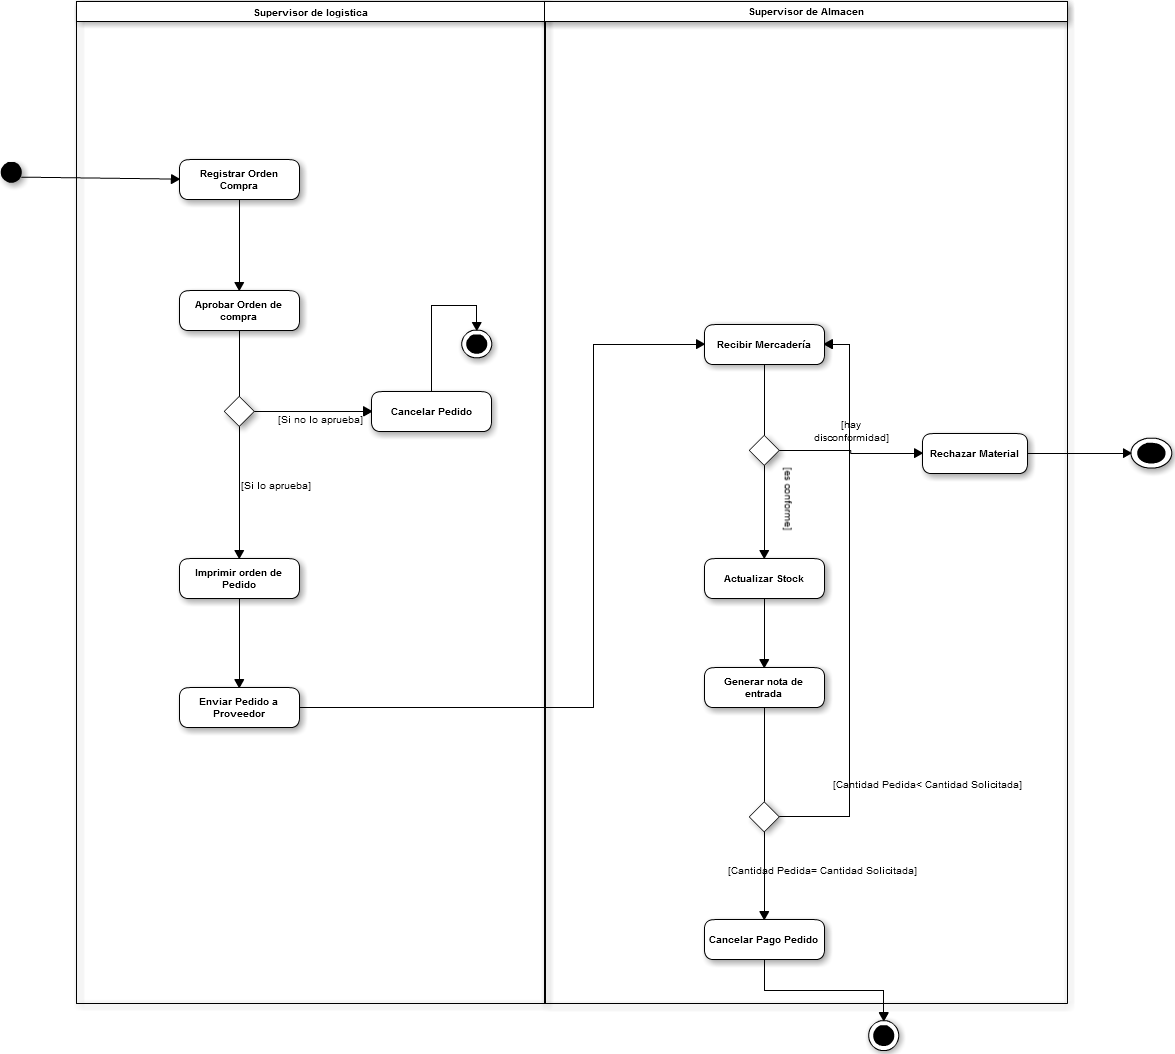 Supervisor de logistica
Supervisor de Almacen
Registrar Orden
Compra
Aprobar Orden de
compra
[Si no lo aprueba]
Cancelar Pedido
[Si lo aprueba]
Imprimir orden de
Pedido
Enviar Pedido a
Proveedor
Recibir Mercadería
[hay
disconformidad]
Rechazar Material
[es conforme]
Actualizar Stock
Generar nota de
entrada
[Cantidad Pedida< Cantidad Solicitada]
[Cantidad Pedida= Cantidad Solicitada]
Cancelar Pago Pedido